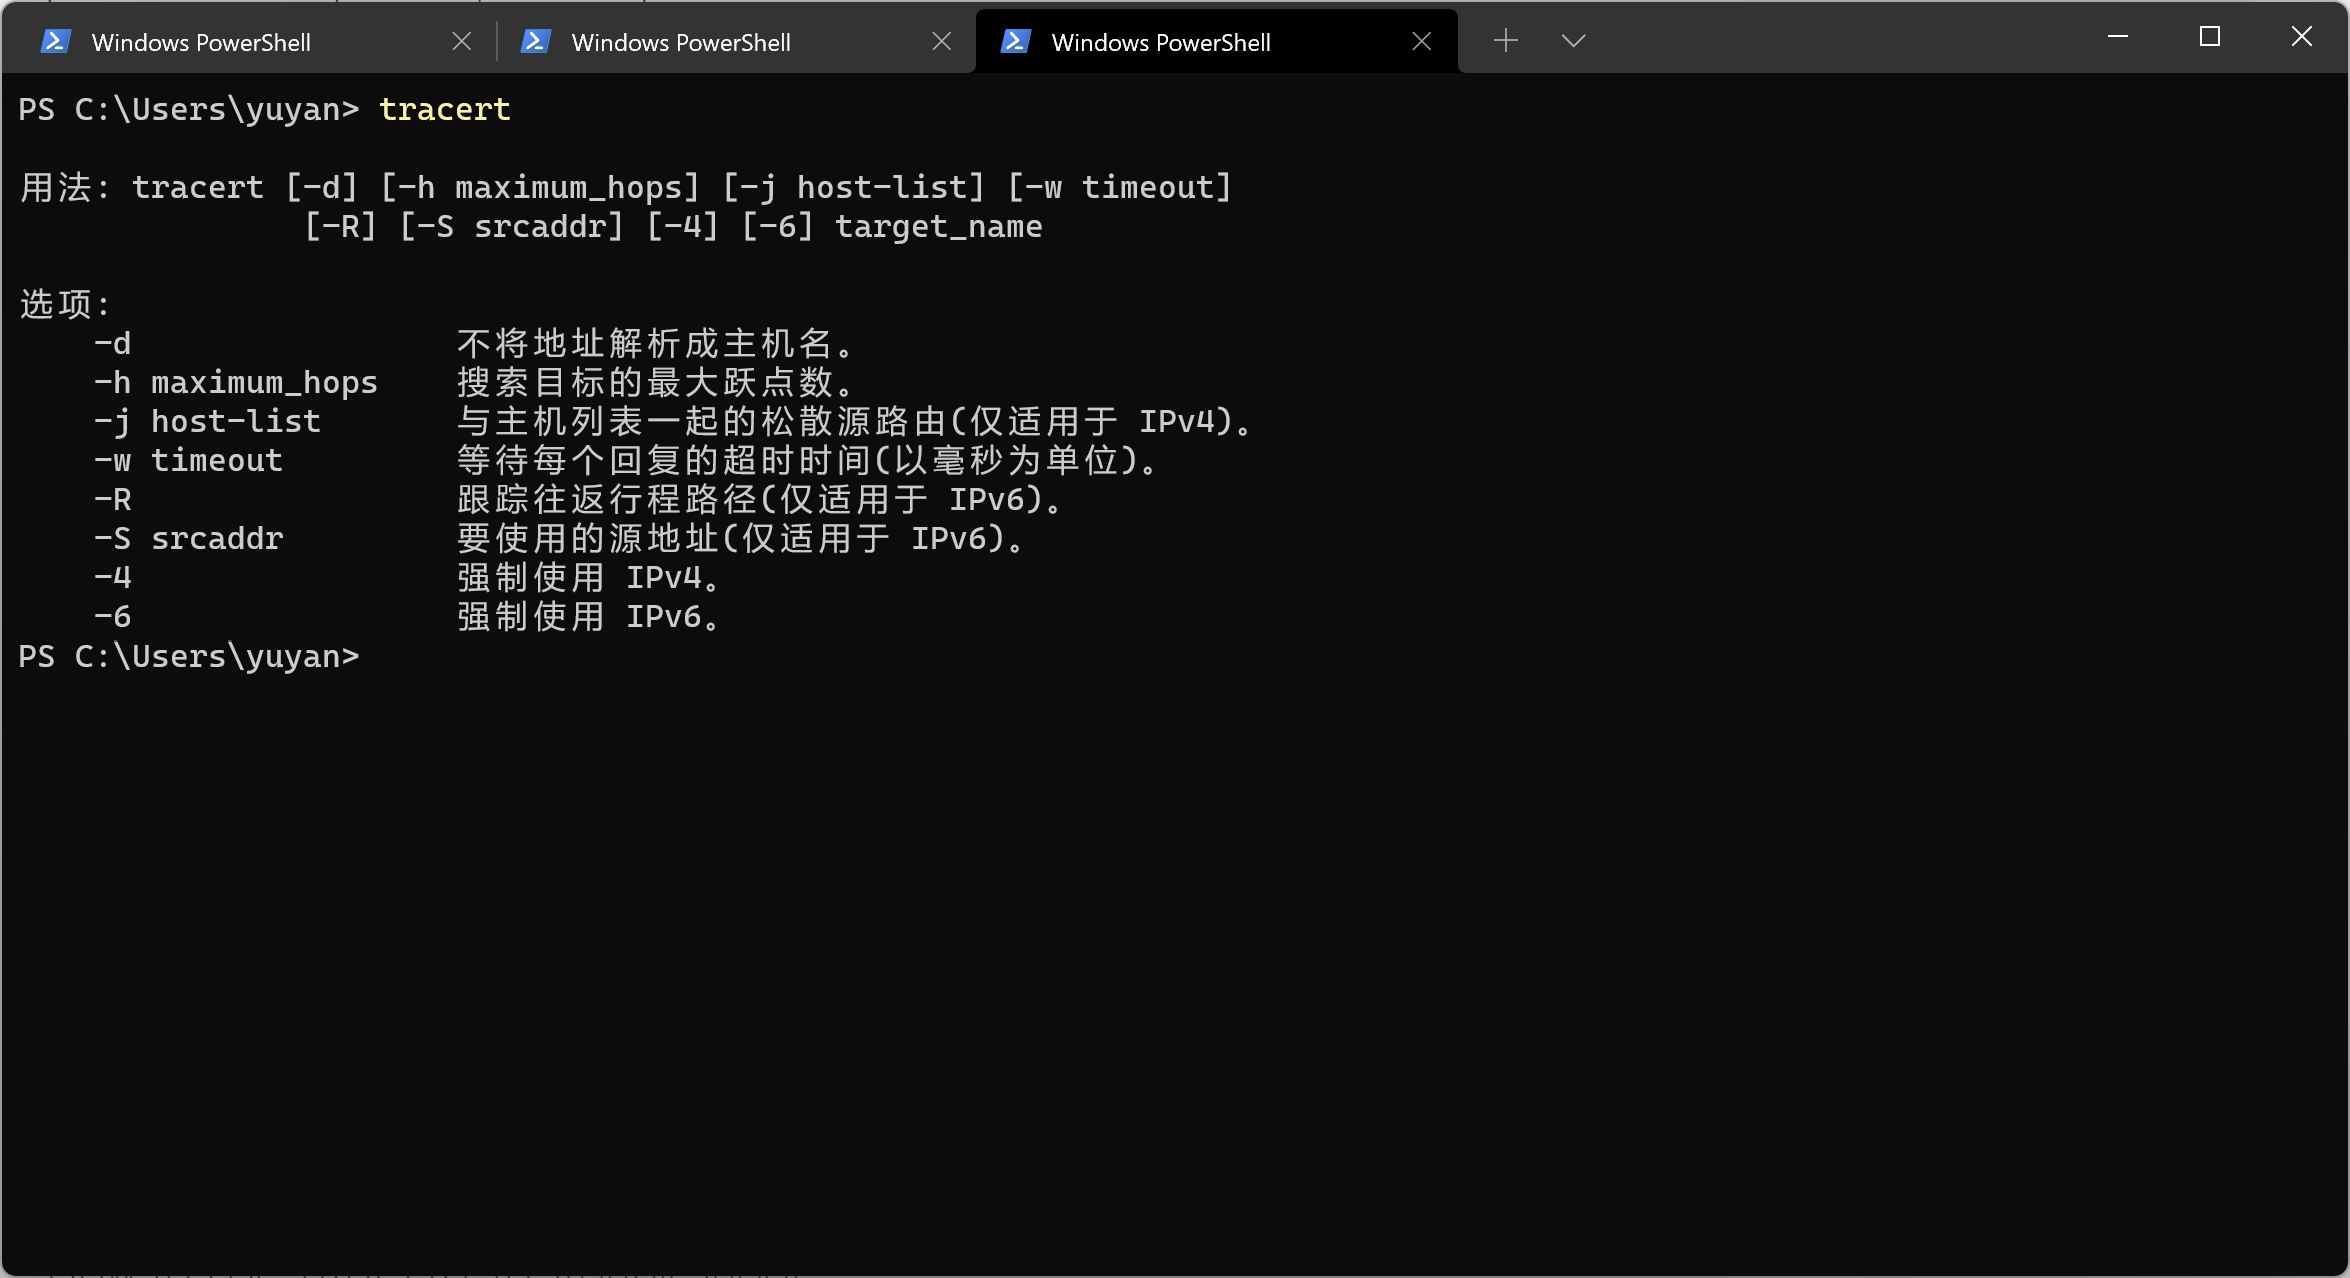 Windows PowerShell
Windows PowerShell
Windows PowerShell
PS C:\Users\yuyan> tracert
用法: tracert [-d] [-h maximum_hops] [-j host-list] [-w timeout]
[-R] [-S srcaddr] [-4] [-6] target_name
选项:
-d 不将地址解析成主机名。
-h maximum_hops 搜索目标的最大跃点数。
-j host-list 与主机列表一起的松散源路由(仅适用于 IPv4)。
-w timeout 等待每个回复的超时时间(以毫秒为单位)。
-R 跟踪往返行程路径(仅适用于 IPv6)。
-S srcaddr 要使用的源地址(仅适用于 IPv6)。
-4 强制使用 IPv4。
-6 强制使用 IPv6。
PS C:\Users\yuyan>